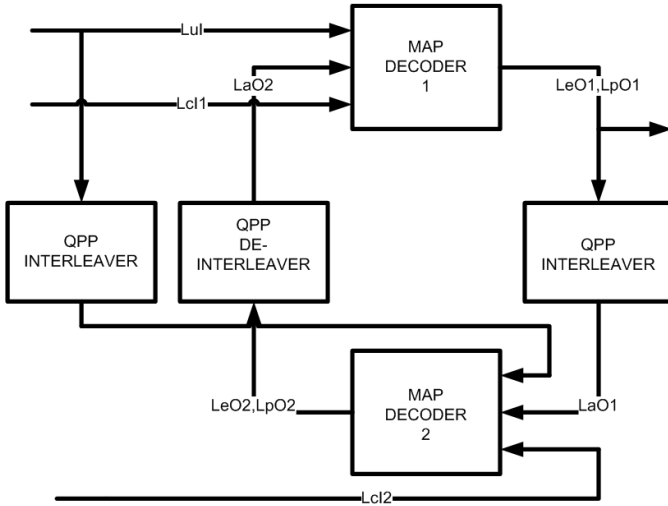 LuI
MAP
DECODER
1
LaO2
LeO1,LpO1
LcI1
QPP
INTERLEAVER
QPP
DE-
INTERLEAVER
QPP
INTERLEAVER
MAP
DECODER
2
LeO2,LpO2
LaO1
LcI2